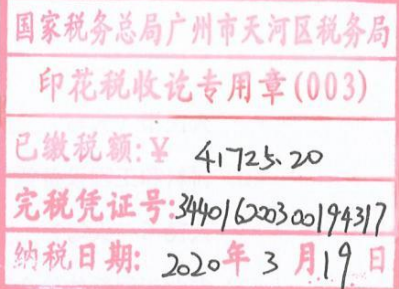 国家税务总局广州市天河区税务局
印花税收讫专用章(003)
已缴税额:￥ 41725.20
完税凭证号:344016200300194317
纳税日期: 2020年 3 月19日